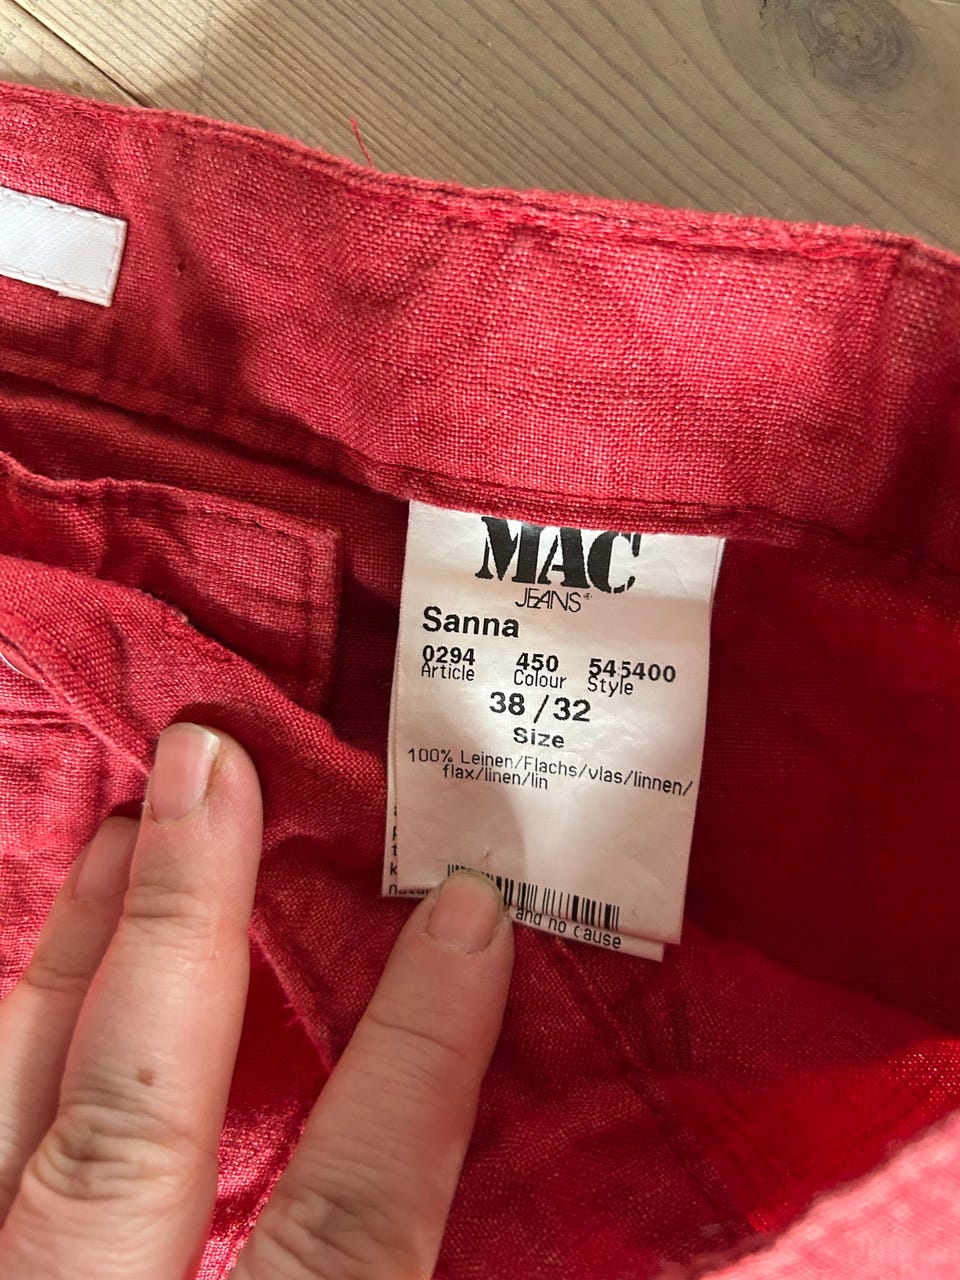 MAC
JEANS®
Sanna
0294 450 545400
Article Colour Style
38 / 32
Size
100% Leinen/Flachs/vlas/linnen/
flax/linen/lin
and no cause